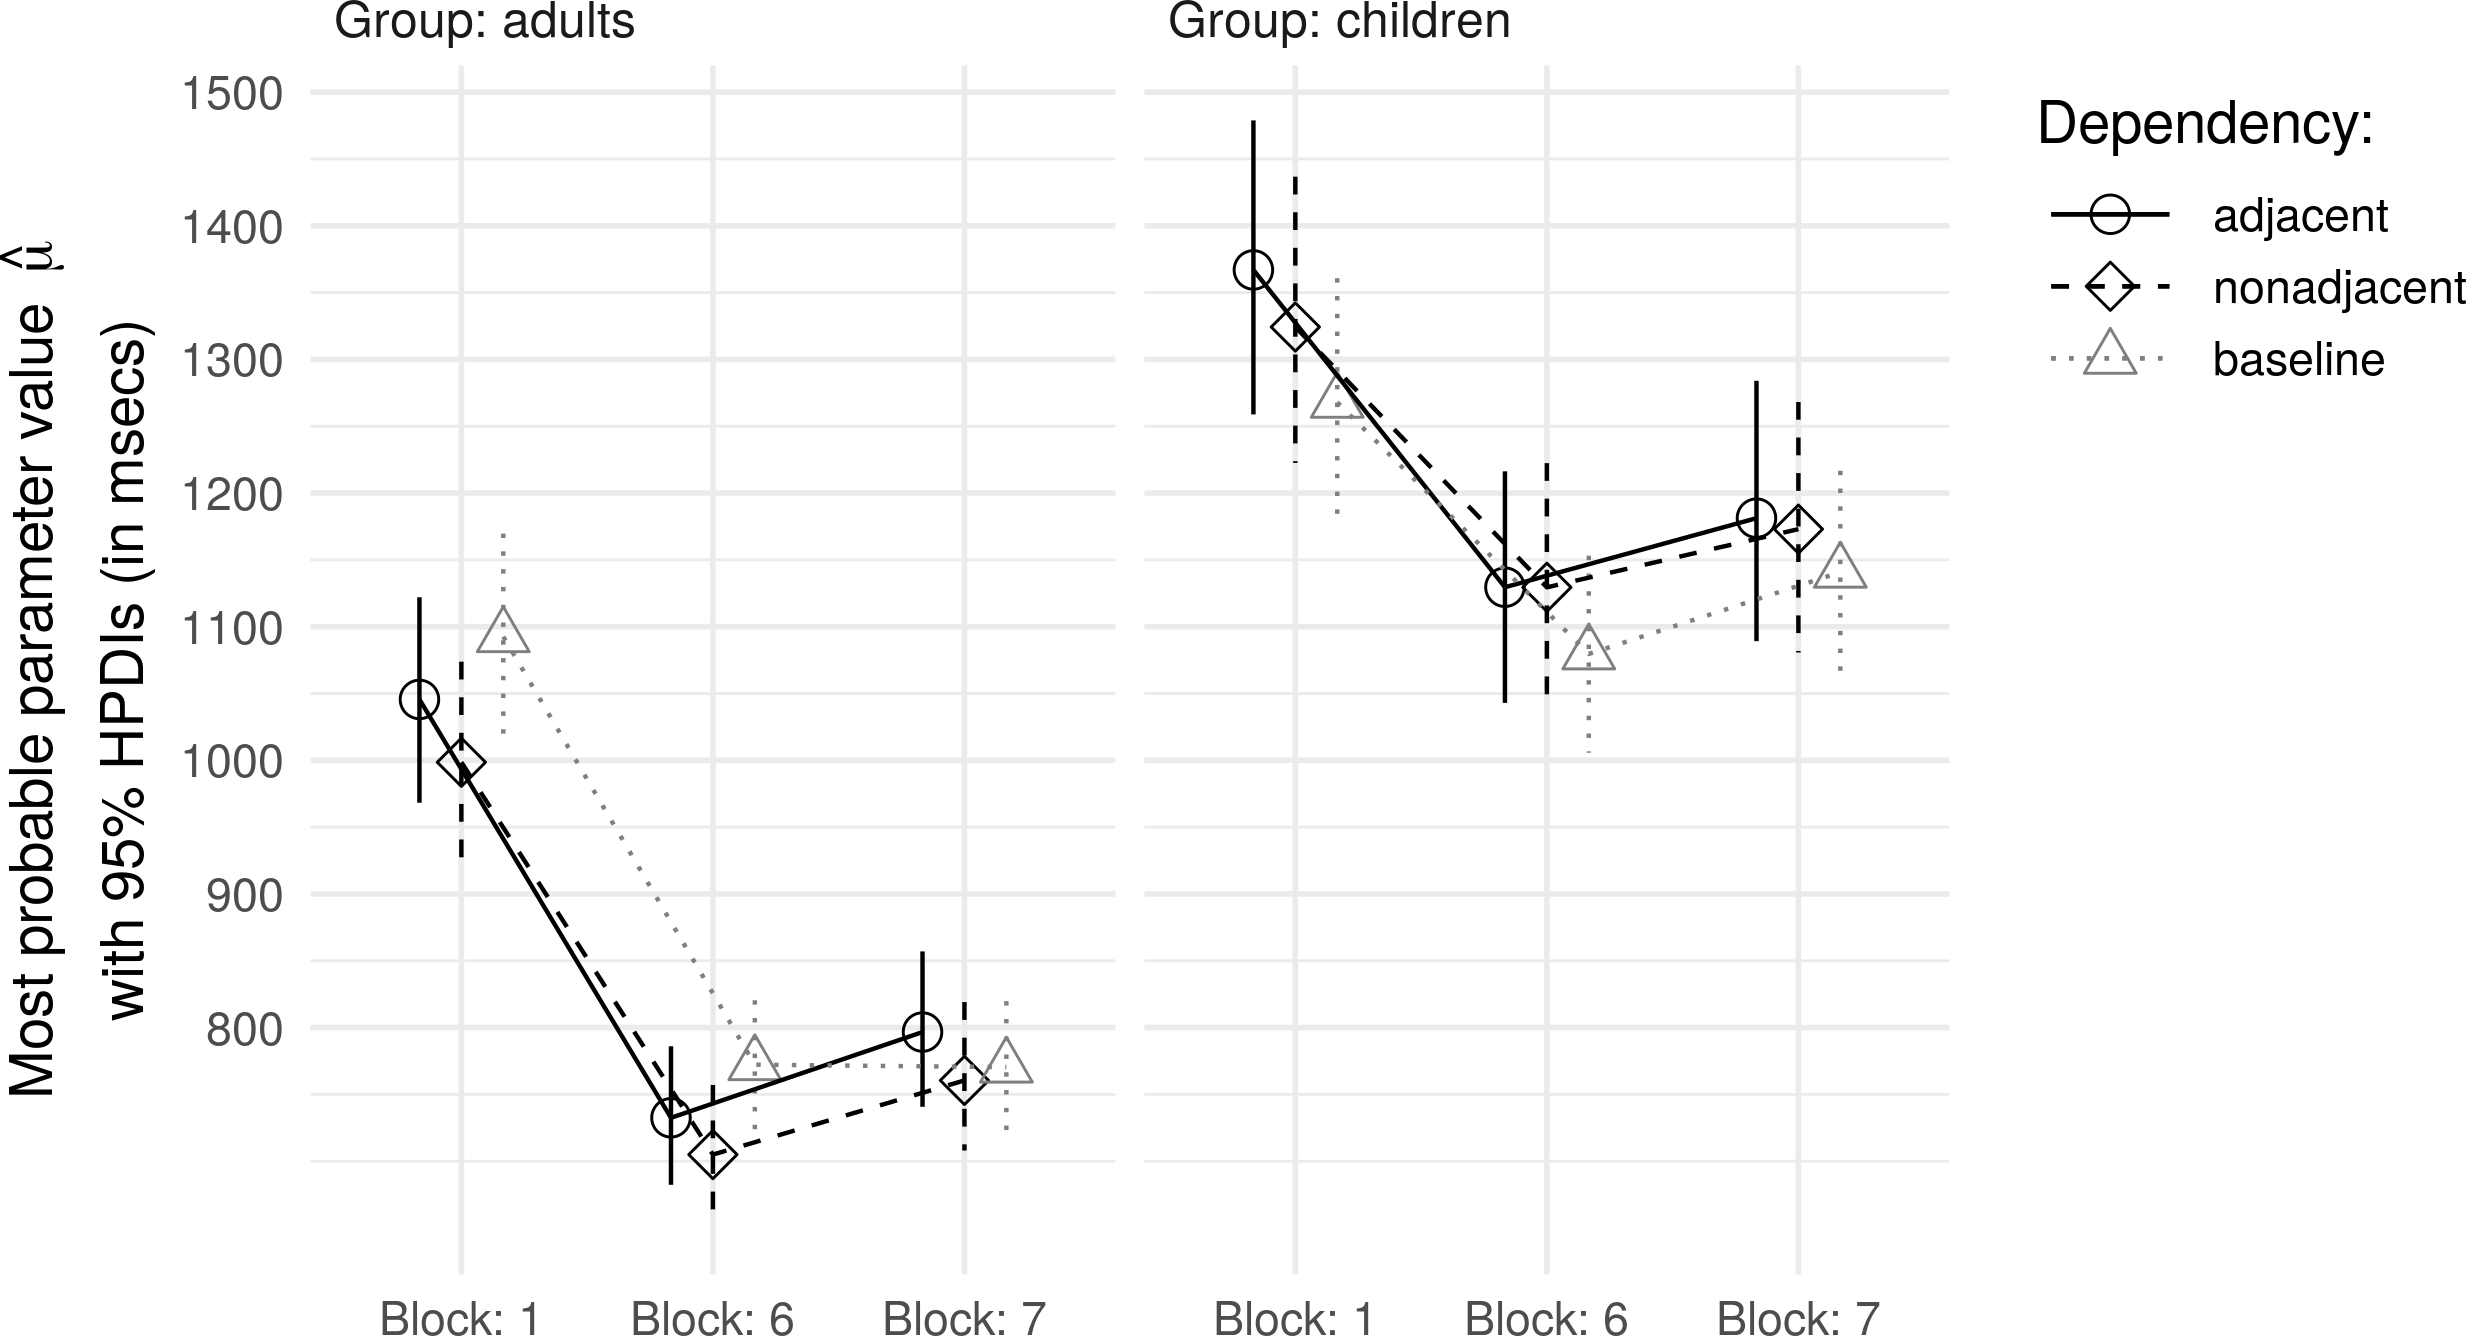 Group: adults
Group: children
Most probable parameter value μ̂
with 95% HPDIs (in msecs)
1500
1400
1300
1200
1100
1000
900
800
Block: 1
Block: 6
Block: 7
Block: 1
Block: 6
Block: 7
Dependency:
adjacent
nonadjacent
baseline